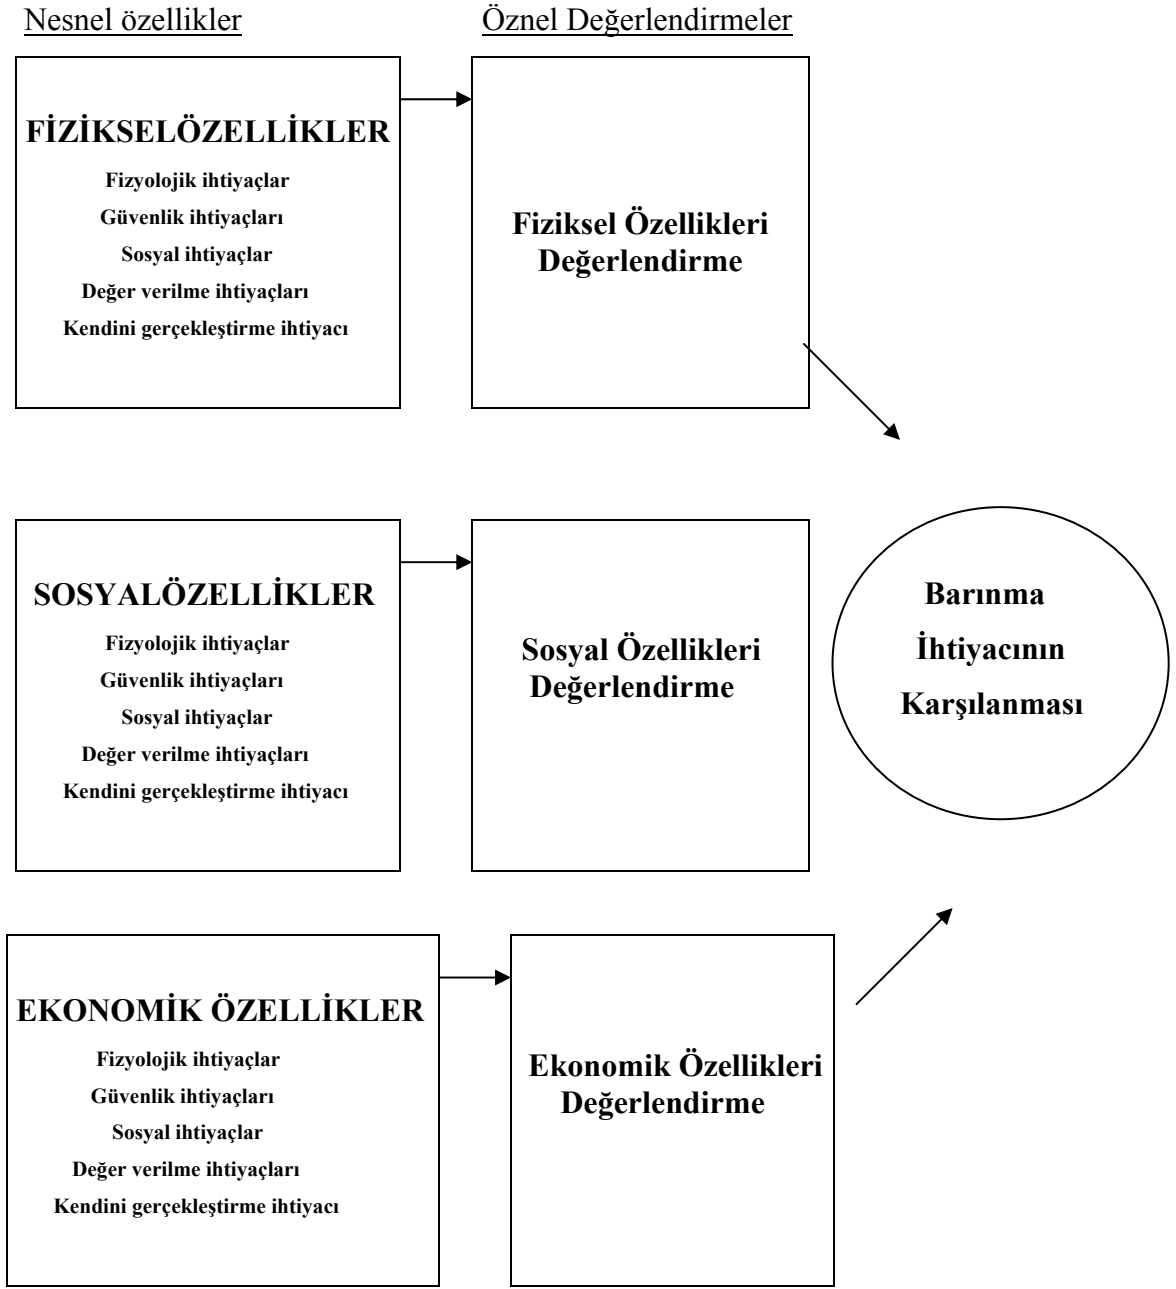 Nesnel özellikler
Öznel Değerlendirmeler
FİZİKSELÖZELLİKLER
Fizyolojik ihtiyaçlar
Güvenlik ihtiyaçları
Sosyal ihtiyaçlar
Değer verilme ihtiyaçları
Kendini gerçekleştirme ihtiyacı
Fiziksel Özellikleri
Değerlendirme
SOSYALÖZELLİKLER
Fizyolojik ihtiyaçlar
Güvenlik ihtiyaçları
Sosyal ihtiyaçlar
Değer verilme ihtiyaçları
Kendini gerçekleştirme ihtiyacı
Sosyal Özellikleri
Değerlendirme
Barınma
İhtiyacının
Karşılanması
EKONOMİK ÖZELLİKLER
Fizyolojik ihtiyaçlar
Güvenlik ihtiyaçları
Sosyal ihtiyaçlar
Değer verilme ihtiyaçları
Kendini gerçekleştirme ihtiyacı
Ekonomik Özellikleri
Değerlendirme